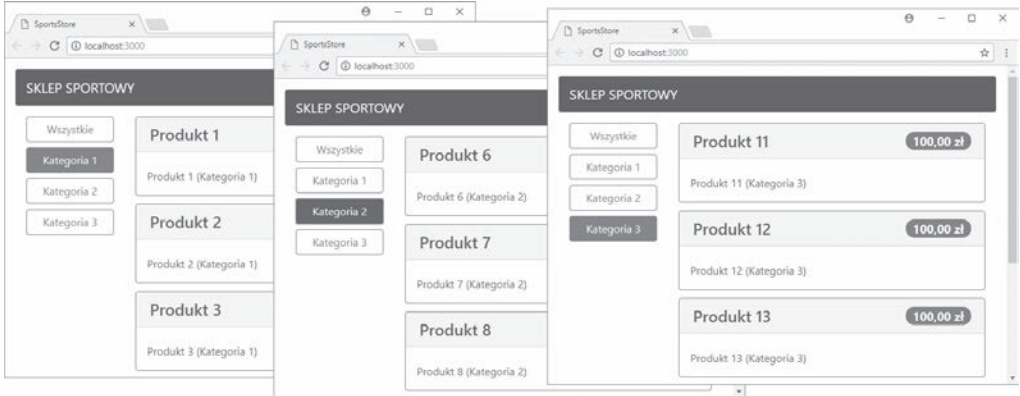 SportsStore
localhost:3000
SKLEP SPORTOWY
Wszystkie
Kategoria 1
Kategoria 2
Kategoria 3
Produkt 1
Produkt 1 (Kategoria 1)
Produkt 2
Produkt 2 (Kategoria 1)
Produkt 3
Produkt 3 (Kategoria 1)
SportsStore
localhost:3000
SKLEP SPORTOWY
Wszystkie
Kategoria 1
Kategoria 2
Kategoria 3
Produkt 6
Produkt 6 (Kategoria 2)
Produkt 7
Produkt 7 (Kategoria 2)
Produkt 8
Produkt 8 (Kategoria 2)
SportsStore
localhost:3000
SKLEP SPORTOWY
Wszystkie
Kategoria 1
Kategoria 2
Kategoria 3
Produkt 11 100,00 zł
Produkt 11 (Kategoria 3)
Produkt 12 100,00 zł
Produkt 12 (Kategoria 3)
Produkt 13 100,00 zł
Produkt 13 (Kategoria 3)